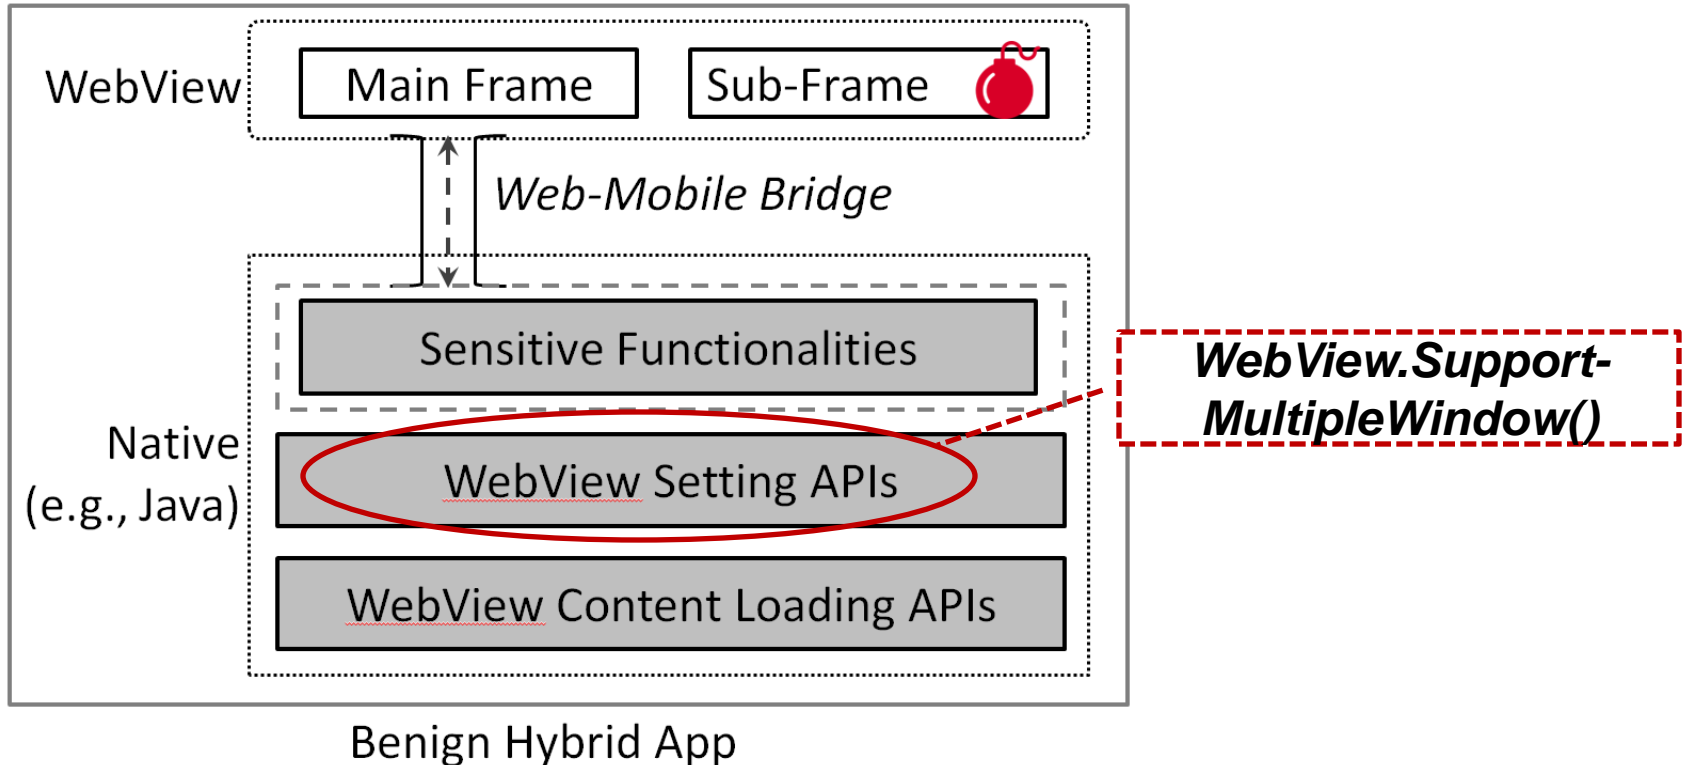 WebView
Main Frame
Sub-Frame
Web-Mobile Bridge
Sensitive Functionalities
WebView.Support-
MultipleWindow()
Native
(e.g., Java)
WebView Setting APIs
WebView Content Loading APIs
Benign Hybrid App